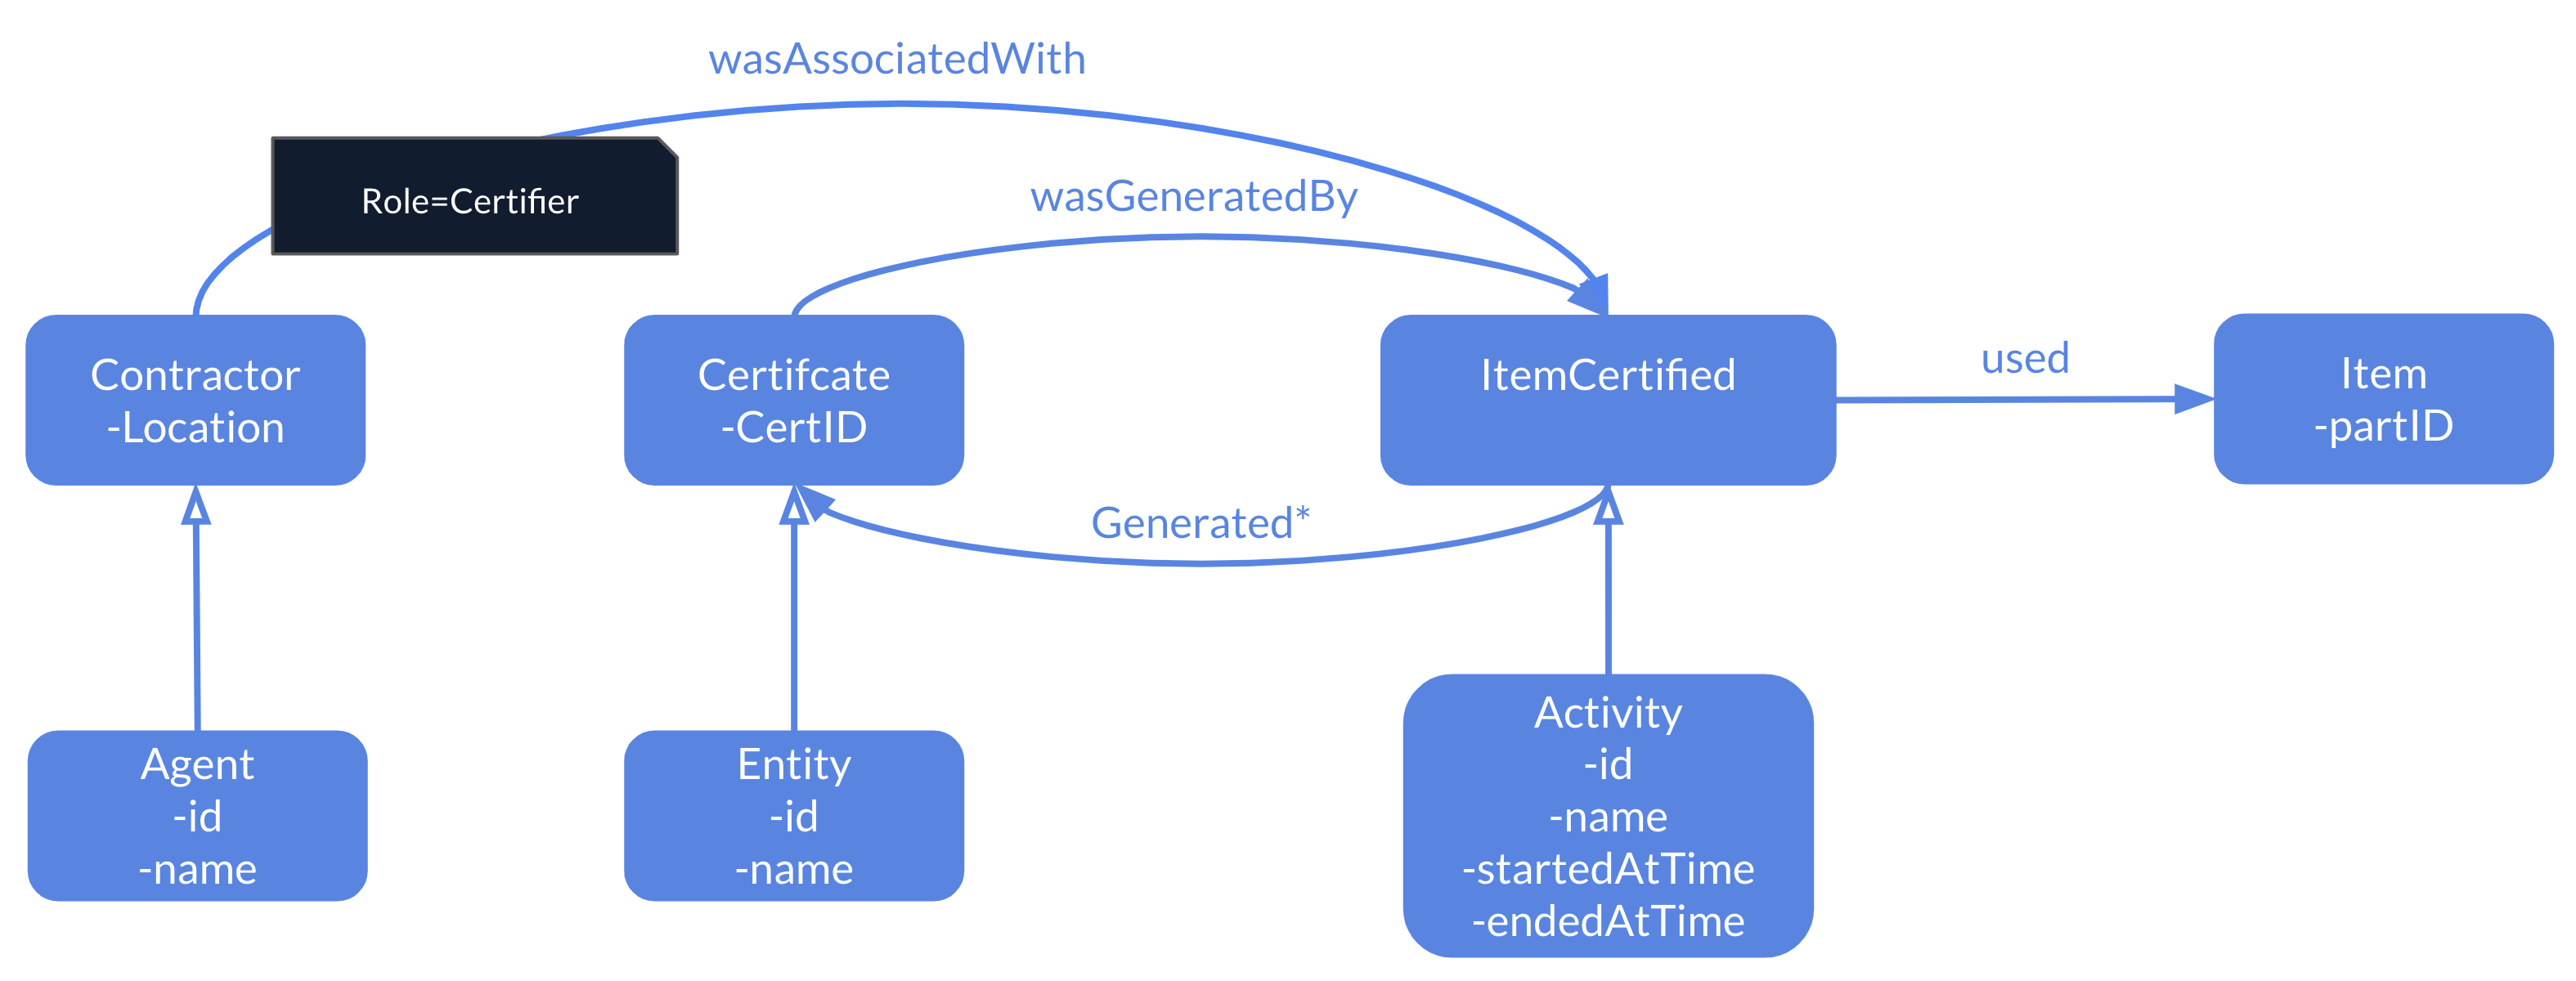 wasAssociatedWith
Role=Certifier
wasGeneratedBy
Contractor
-Location
Certifcate
-CertID
ItemCertified
used
Item
-partID
Generated*
Agent
-id
-name
Entity
-id
-name
Activity
-id
-name
-startedAtTime
-endedAtTime